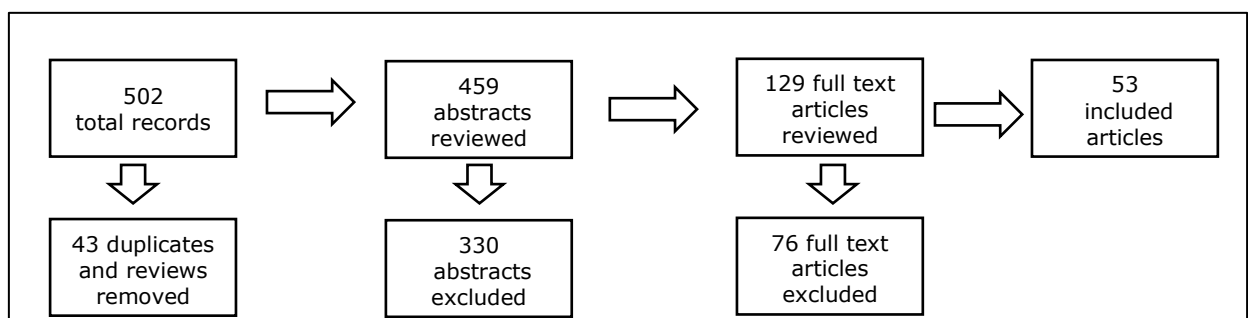 502
total records
459
abstracts
reviewed
129 full text
articles
reviewed
53
included
articles
43 duplicates
and reviews
removed
330
abstracts
excluded
76 full text
articles
excluded